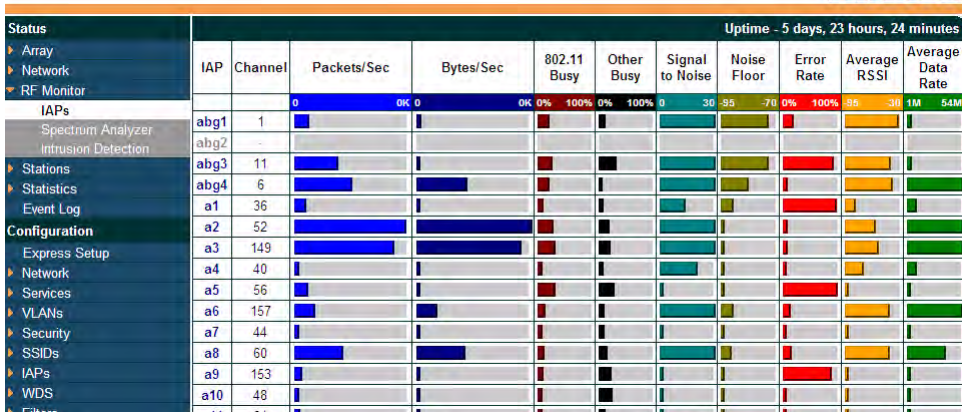 Status
Uptime - 5 days, 23 hours, 24 minutes
Array
Network
RF Monitor
IAPs
Spectrum Analyzer
Intrusion Detection
Stations
Statistics
Event Log
Configuration
Express Setup
Network
Services
VLANs
Security
SSIDs
IAPs
WDS
IAP Channel Packets/Sec Bytes/Sec 802.11 Busy Other Busy Signal to Noise Noise Floor Error Rate Average RSSI Average Data Rate
0 0K 0 0K 0% 100% 0% 100% 0 30 -95 -70 0% 100% -95 -30 1M 54M
abg1 1
abg2 -
abg3 11
abg4 6
a1 36
a2 52
a3 149
a4 40
a5 56
a6 157
a7 44
a8 60
a9 153
a10 48